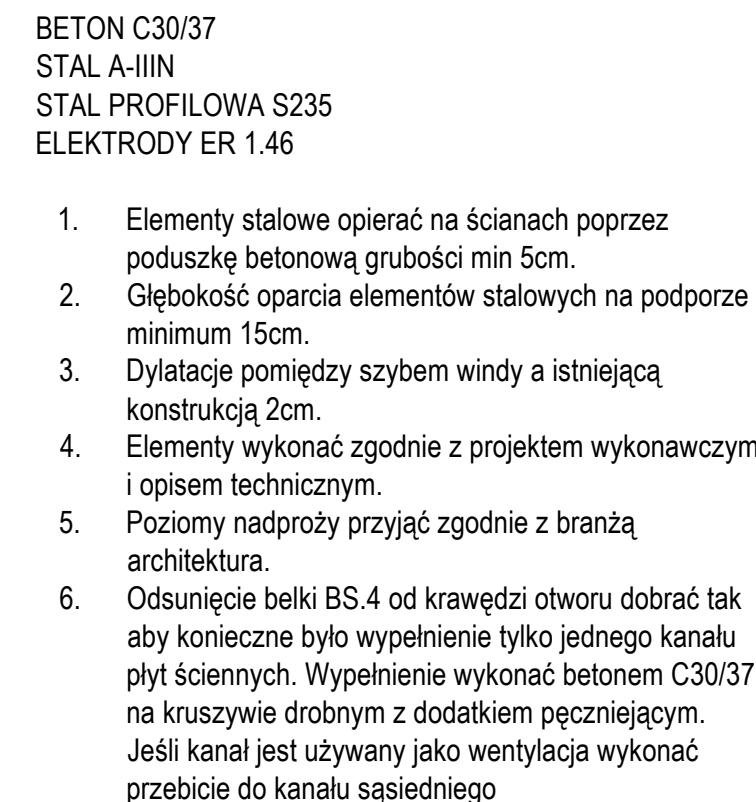 BETON C30/37
STAL A-IIIN
STAL PROFILOWA S235
ELEKTRODY ER 1.46
1. Elementy stalowe opierać na ścianach poprzez
poduszkę betonową grubości min 5cm.
2. Głębokość oparcia elementów stalowych na podporze
minimum 15cm.
3. Dylatacje pomiędzy szybem windy a istniejącą
konstrukcją 2cm.
4. Elementy wykonać zgodnie z projektem wykonawczym
i opisem technicznym.
5. Poziomy nadproży przyjąć zgodnie z branżą
architektura.
6. Odsunięcie belki BS.4 od krawędzi otworu dobrać tak
aby konieczne było wypełnienie tylko jednego kanału
płyt ściennych. Wypełnienie wykonać betonem C30/37
na kruszywie drobnym z dodatkiem pęczniejącym.
Jeśli kanał jest używany jako wentylacja wykonać
przebicie do kanału sąsiedniego